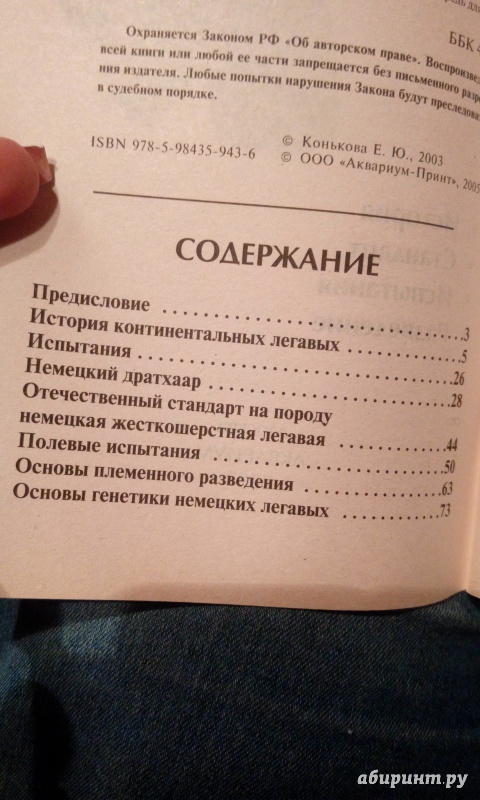 ББК
Охраняется Законом РФ «Об авторском праве».
всей книги или любой ее части запрещается без письменного
ния издателя. Любые попытки нарушения Закона будут
в судебном порядке.
© Конькова Е. Ю., 2003
ISBN 978-5-98435-943-6
© ООО «Аквариум-Принт», 2005
СОДЕРЖАНИЕ
Предисловие ........................................3
История континентальных легавых ................5
Испытания ........................................26
Немецкий дратхаар ................................28
Отечественный стандарт на породу
немецкая жесткошерстная легавая ...............44
Полевые испытания ................................50
Основы племенного разведения ...................63
Основы генетики немецких легавых ..............73
абиринт.ру